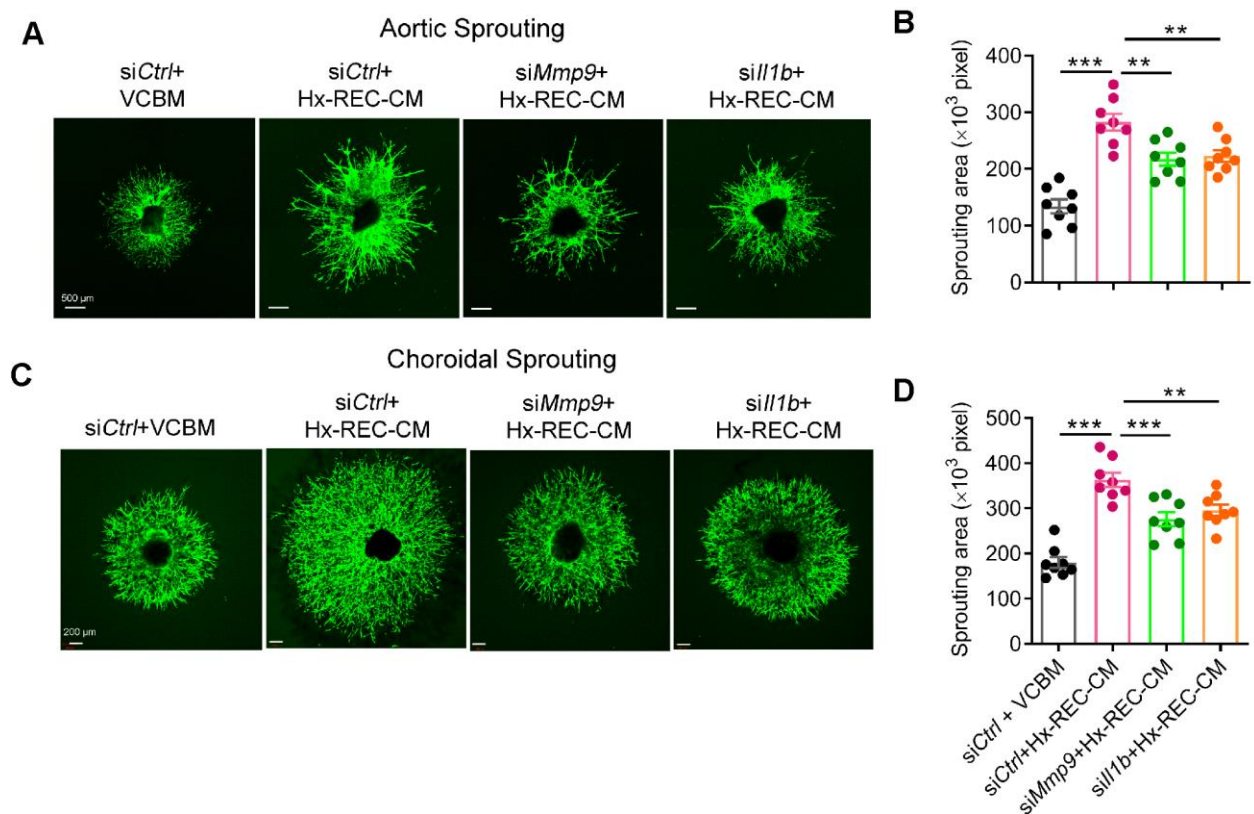 A
Aortic Sprouting
siCtrl+
VCBM
siCtrl+
Hx-REC-CM
siMmp9+
Hx-REC-CM
siIl1b+
Hx-REC-CM
500 µm
B
Sprouting area (×10³ pixel)
400
300
200
100
0
***
**
**
C
Choroidal Sprouting
siCtrl+VCBM
siCtrl+
Hx-REC-CM
siMmp9+
Hx-REC-CM
siIl1b+
Hx-REC-CM
200 µm
D
Sprouting area (×10³ pixel)
500
400
300
200
100
0
***
***
**
siCtrl + VCBM
siCtrl+Hx-REC-CM
siMmp9+Hx-REC-CM
siIl1b+Hx-REC-CM